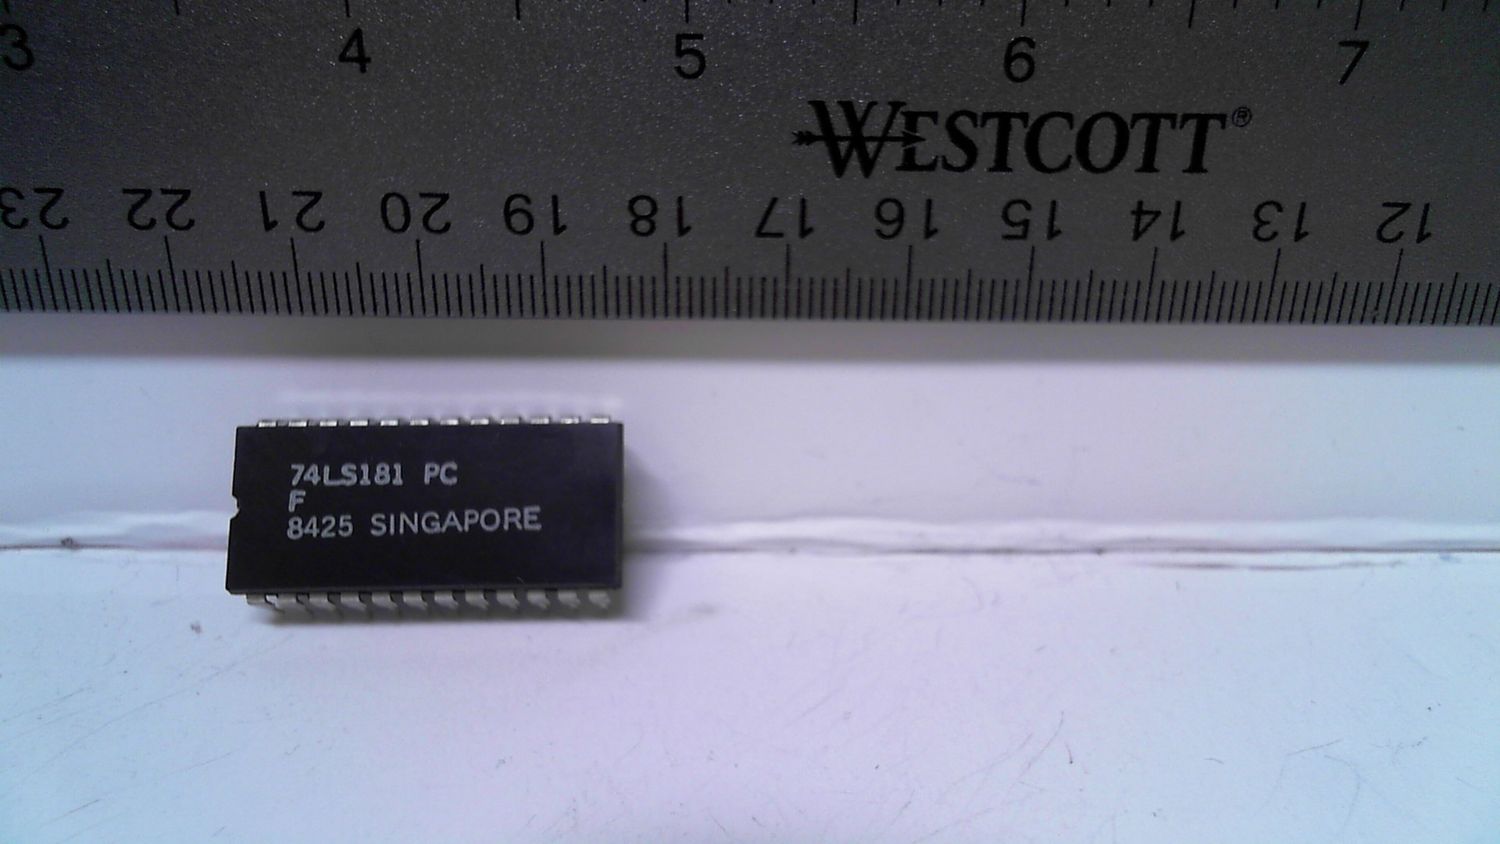 3 4 5 6 7
WESTCOTT®
23 22 21 20 19 18 17 16 15 14 13 12
74LS181 PC
F
8425 SINGAPORE